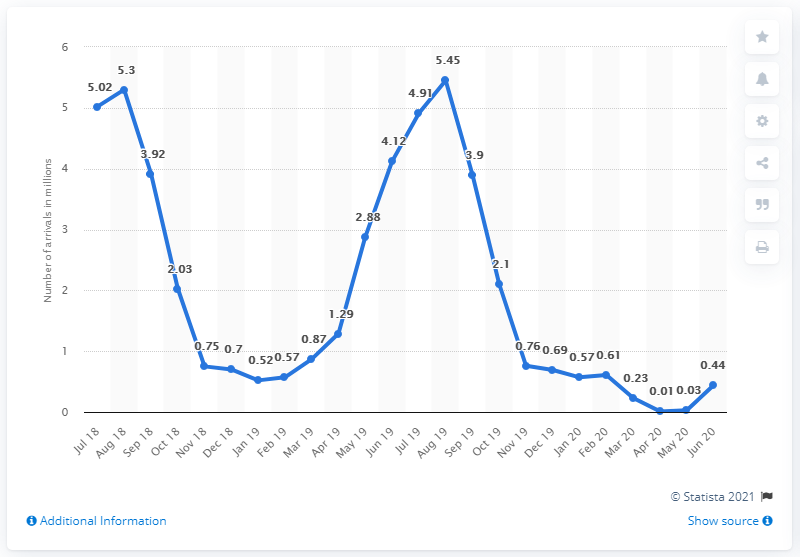 6
5
4
3
2
1
0
Number of arrivals in millions
5.02
5.3
3.92
2.03
0.75
0.7
0.52
0.57
0.87
1.29
2.88
4.12
4.91
5.45
3.9
2.1
0.76
0.69
0.57
0.61
0.23
0.01
0.03
0.44
Jul 18
Aug 18
Sep 18
Oct 18
Nov 18
Dec 18
Jan 19
Feb 19
Mar 19
Apr 19
May 19
Jun 19
Jul 19
Aug 19
Sep 19
Oct 19
Nov 19
Dec 19
Jan 20
Feb 20
Mar 20
Apr 20
May 20
Jun 20
© Statista 2021
Additional Information
Show source